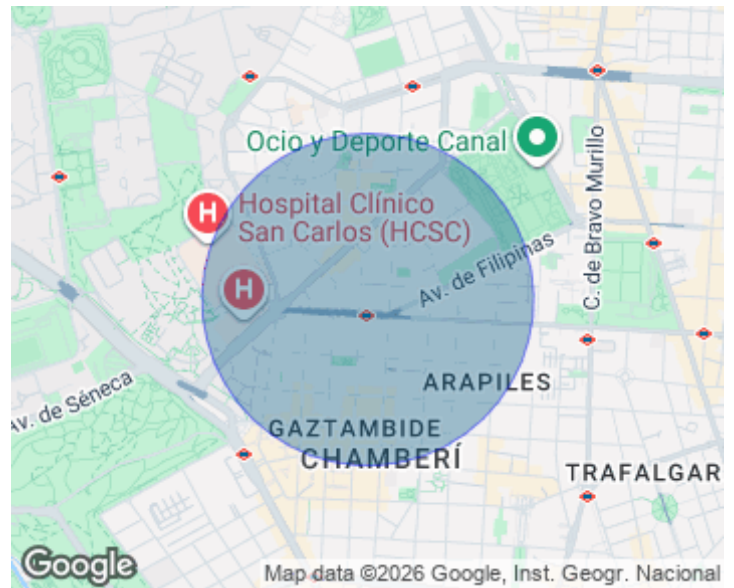 Ocio y Deporte Canal
H
Hospital Clínico
San Carlos (HCSC)
H
C. de Bravo Murillo
Av. de Filipinas
ARAPILES
Av. de Séneca
GAZTAMBIDE
CHAMBERÍ
TRAFALGAR
Google
Map data ©2026 Google, Inst. Geogr. Nacional